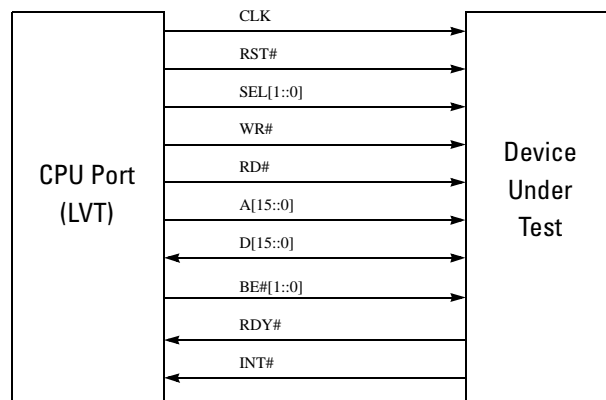 CPU Port
(LVT)
CLK
RST#
SEL[1::0]
WR#
RD#
A[15::0]
D[15::0]
BE#[1::0]
RDY#
INT#
Device
Under
Test